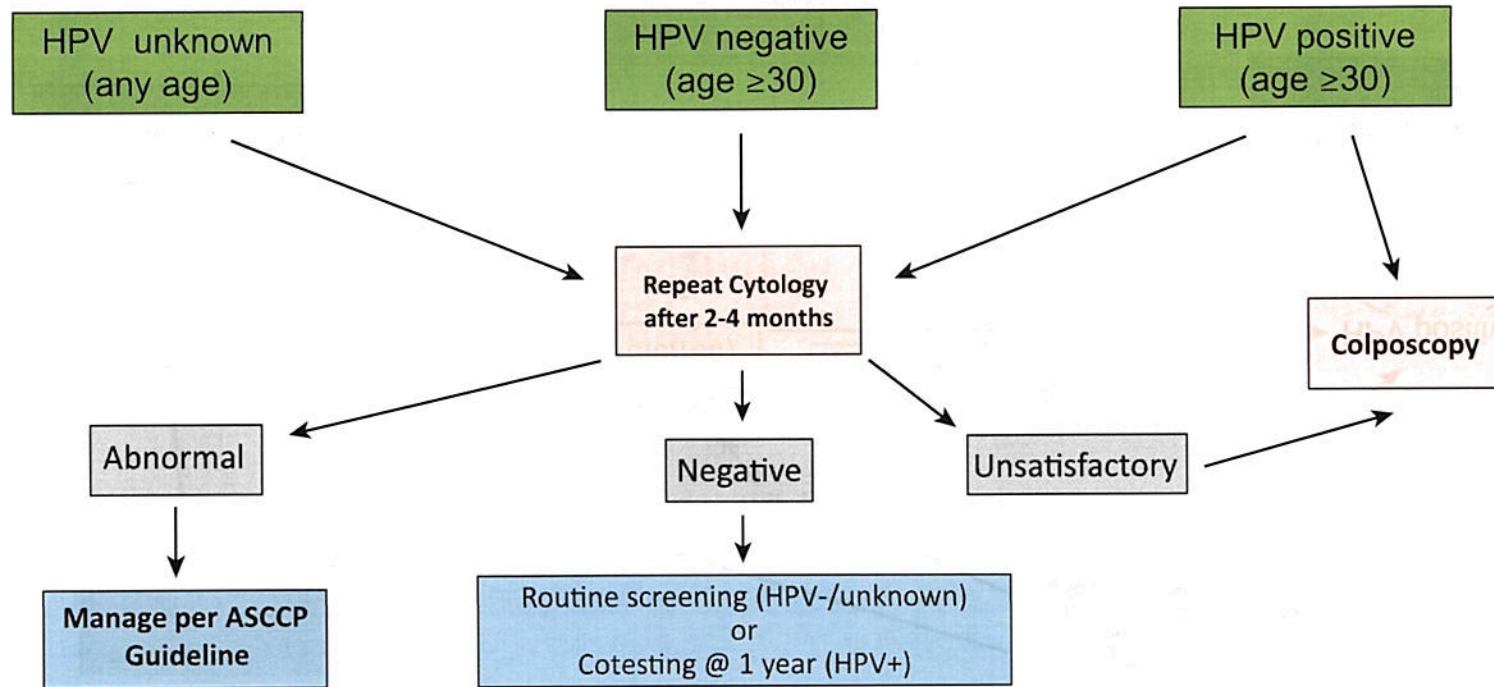 HPV unknown
(any age)
HPV negative
(age ≥30)
HPV positive
(age ≥30)
Repeat Cytology
after 2-4 months
Colposcopy
Abnormal
Negative
Unsatisfactory
Manage per ASCCP
Guideline
Routine screening (HPV-/unknown)
or
Cotesting @ 1 year (HPV+)